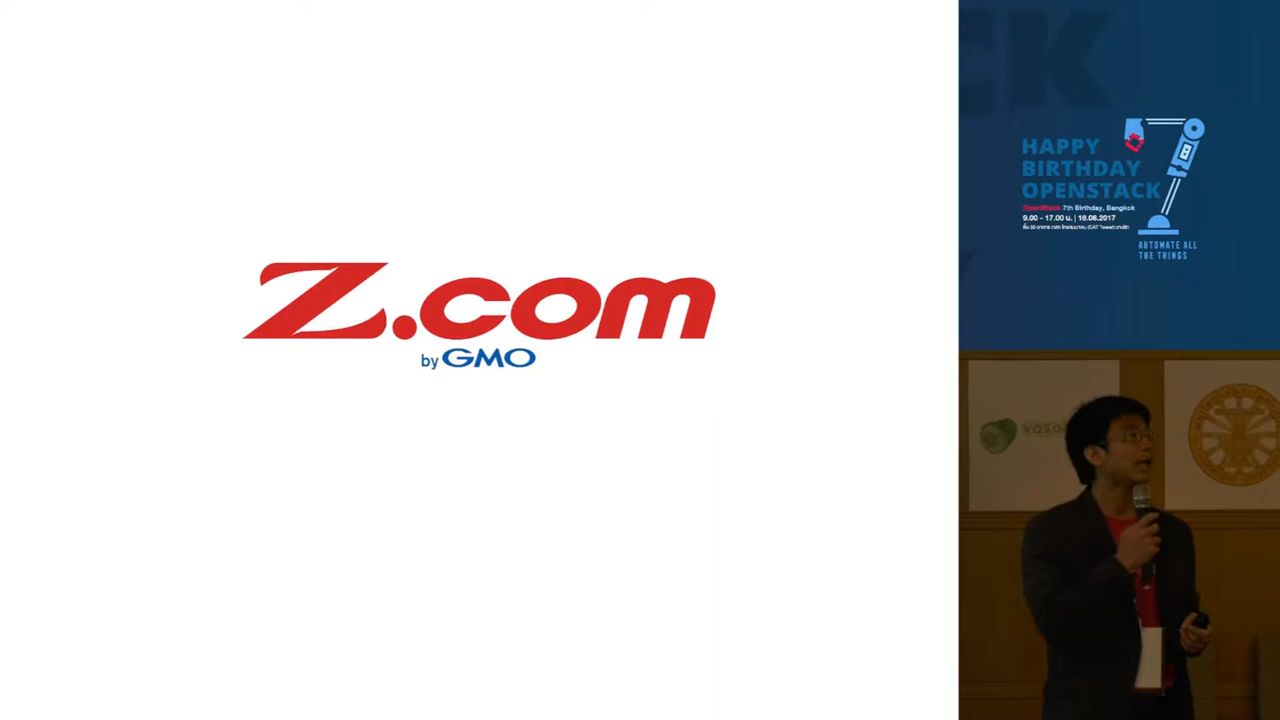 Z.com
by GMO
HAPPY
BIRTHDAY
OPENSTACK
OpenStack 7th Birthday, Bangkok
9.00 - 17.00 น. | 16.08.2017
AUTOMATE ALL
THE THINGS